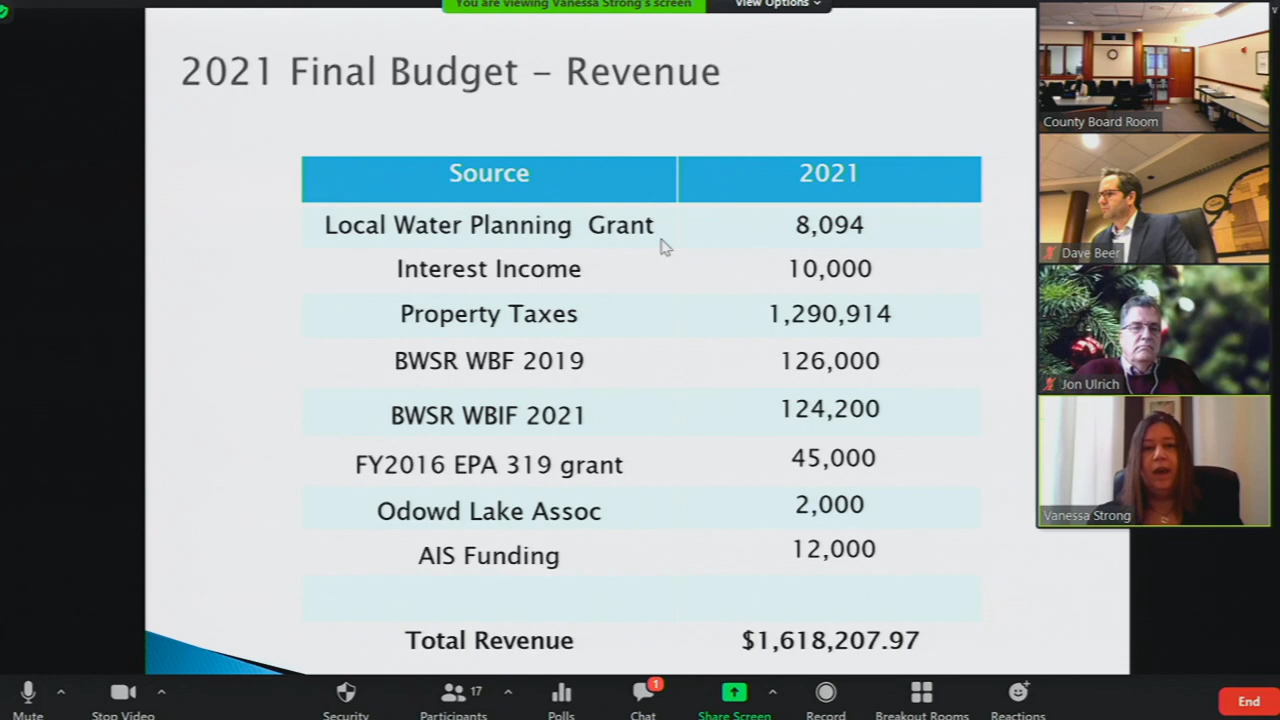 You are viewing Vanessa Strong's screen
View Options
2021 Final Budget – Revenue
Source 2021
Local Water Planning Grant 8,094
Interest Income 10,000
Property Taxes 1,290,914
BWSR WBF 2019 126,000
BWSR WBIF 2021 124,200
FY2016 EPA 319 grant 45,000
Odowd Lake Assoc 2,000
AIS Funding 12,000
Total Revenue $1,618,207.97
County Board Room
Dave Beer
Jon Ulrich
Vanessa Strong
Mute
Stop Video
Security
17
Participants
Polls
1
Chat
Share Screen
Record
Breakout Rooms
Reactions
End